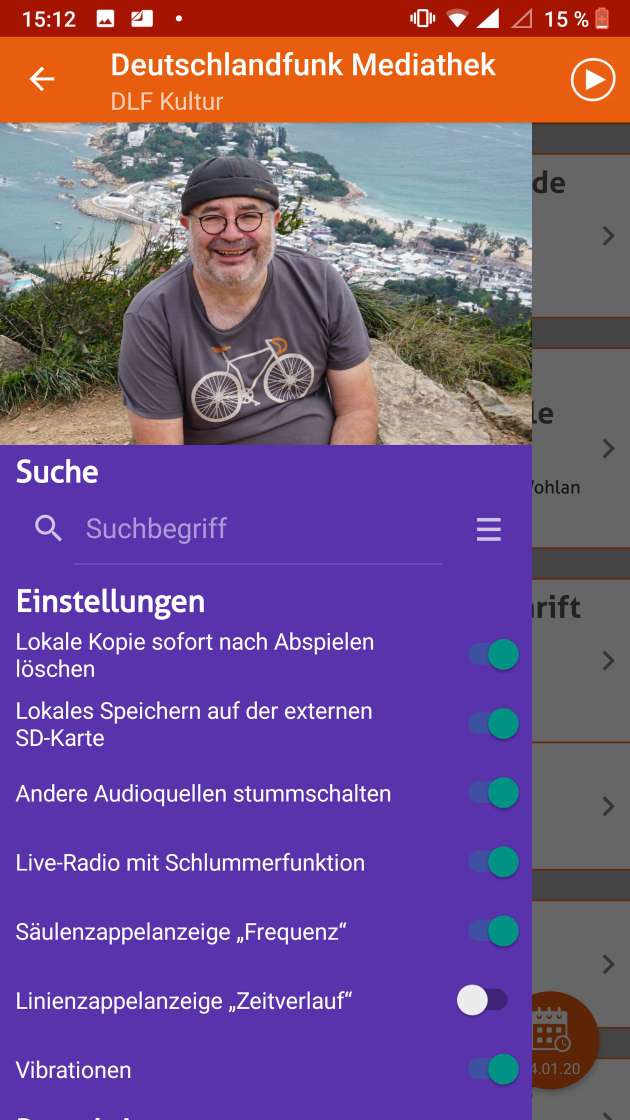 15:12
15 %
Deutschlandfunk Mediathek
DLF Kultur
de
Suche
le
Suchbegriff
Wohlan
Einstellungen
hrift
Lokale Kopie sofort nach Abspielen
löschen
Lokales Speichern auf der externen
SD-Karte
Andere Audioquellen stummschalten
Live-Radio mit Schlummerfunktion
Säulenzappelanzeige „Frequenz“
Linienzappelanzeige „Zeitverlauf“
4.01.20
Vibrationen